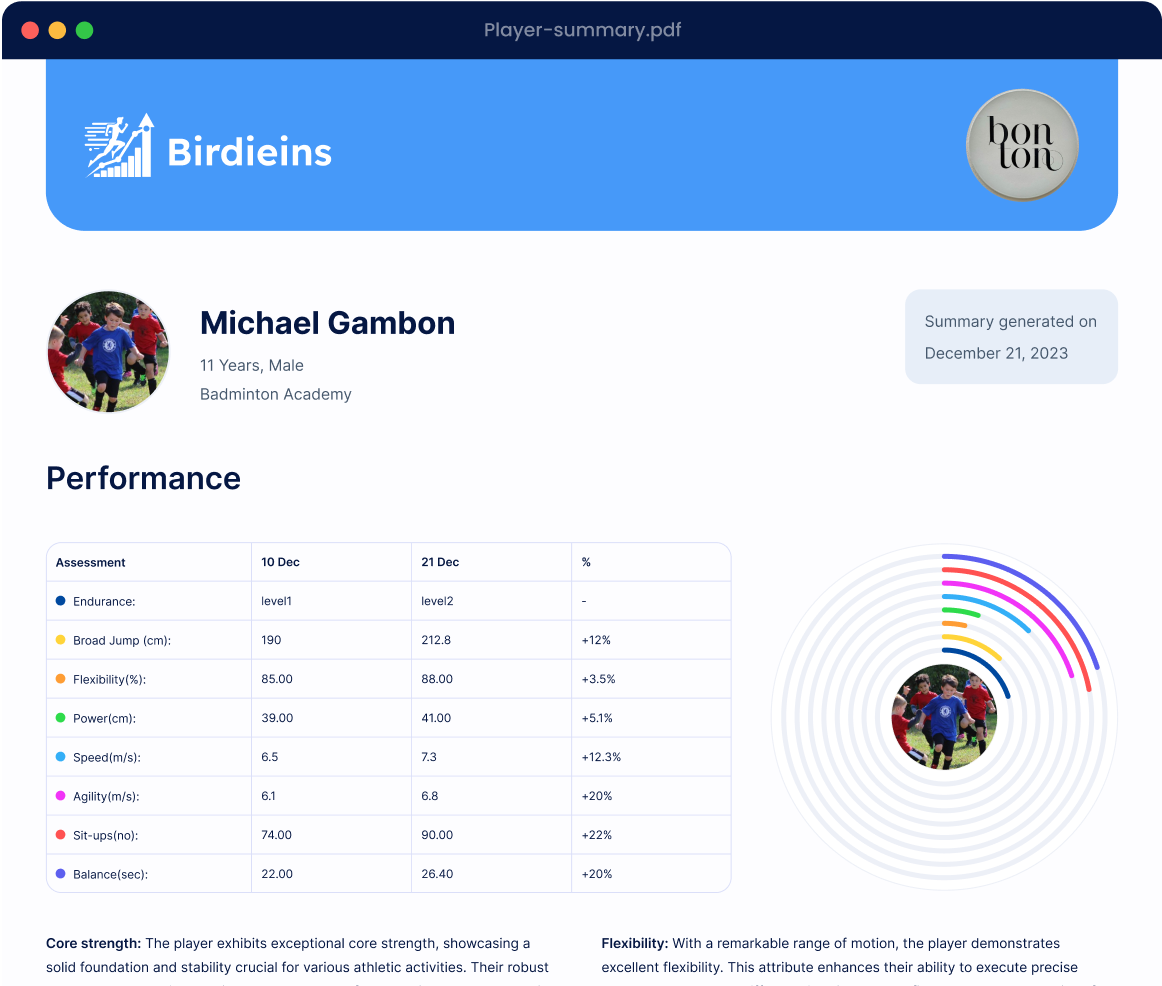 Player-summary.pdf
Birdieins
bon
ton
Michael Gambon
11 Years, Male
Badminton Academy
Summary generated on
December 21, 2023
Performance
Assessment 10 Dec 21 Dec %
Endurance: level1 level2 -
Broad Jump (cm): 190 212.8 +12%
Flexibility(%): 85.00 88.00 +3.5%
Power(cm): 39.00 41.00 +5.1%
Speed(m/s): 6.5 7.3 +12.3%
Agility(m/s): 6.1 6.8 +20%
Sit-ups(no): 74.00 90.00 +22%
Balance(sec): 22.00 26.40 +20%
Core strength: The player exhibits exceptional core strength, showcasing a
solid foundation and stability crucial for various athletic activities. Their robust
Flexibility: With a remarkable range of motion, the player demonstrates
excellent flexibility. This attribute enhances their ability to execute precise